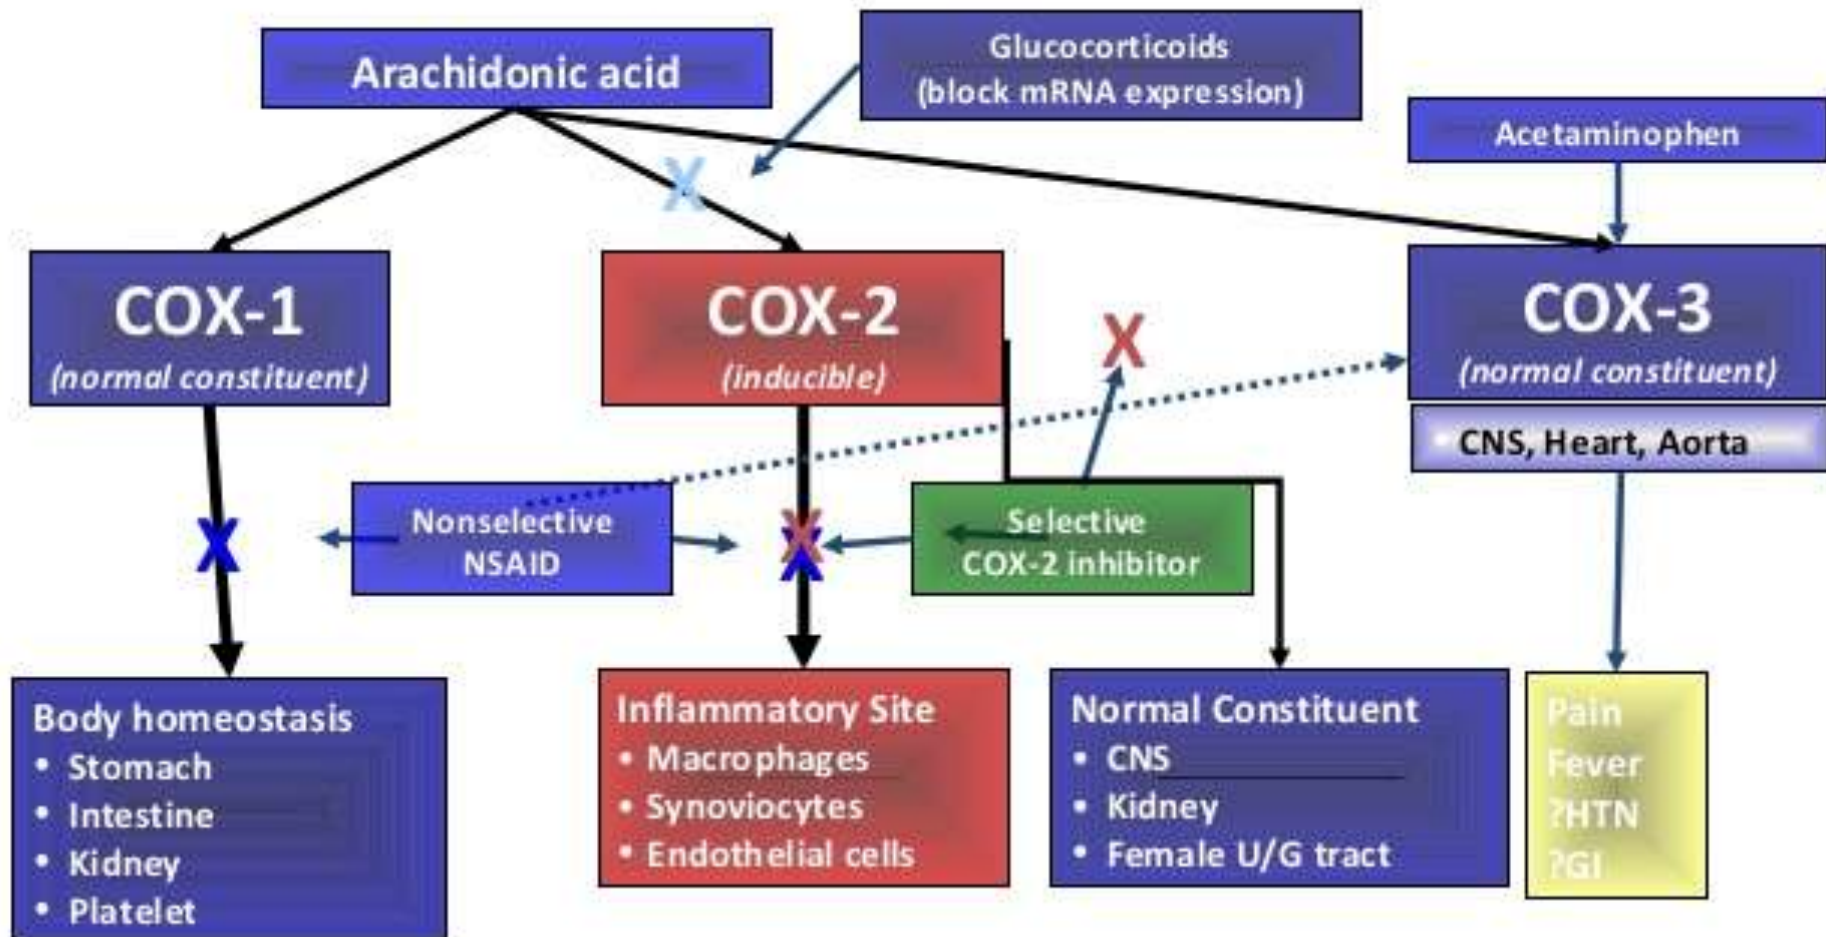 Arachidonic acid
Glucocorticoids
(block mRNA expression)
Acetaminophen
X
COX-1
(normal constituent)
COX-2
(inducible)
X
COX-3
(normal constituent)
CNS, Heart, Aorta
X
Nonselective
NSAID
X
X
Selective
COX-2 inhibitor
Body homeostasis
• Stomach
• Intestine
• Kidney
• Platelet
Inflammatory Site
• Macrophages
• Synoviocytes
• Endothelial cells
Normal Constituent
• CNS
• Kidney
• Female U/G tract
Pain
Fever
?HTN
?GI